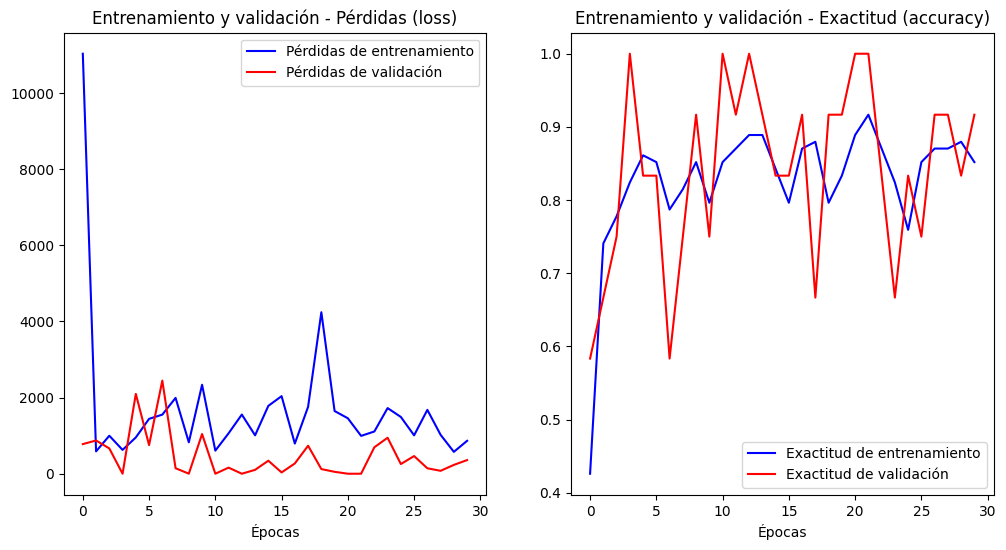 Entrenamiento y validación - Pérdidas (loss)
Pérdidas de entrenamiento
Pérdidas de validación
10000
8000
6000
4000
2000
0
0 5 10 15 20 25 30
Épocas
Entrenamiento y validación - Exactitud (accuracy)
1.0
0.9
0.8
0.7
0.6
0.5
0.4
Exactitud de entrenamiento
Exactitud de validación
0 5 10 15 20 25 30
Épocas